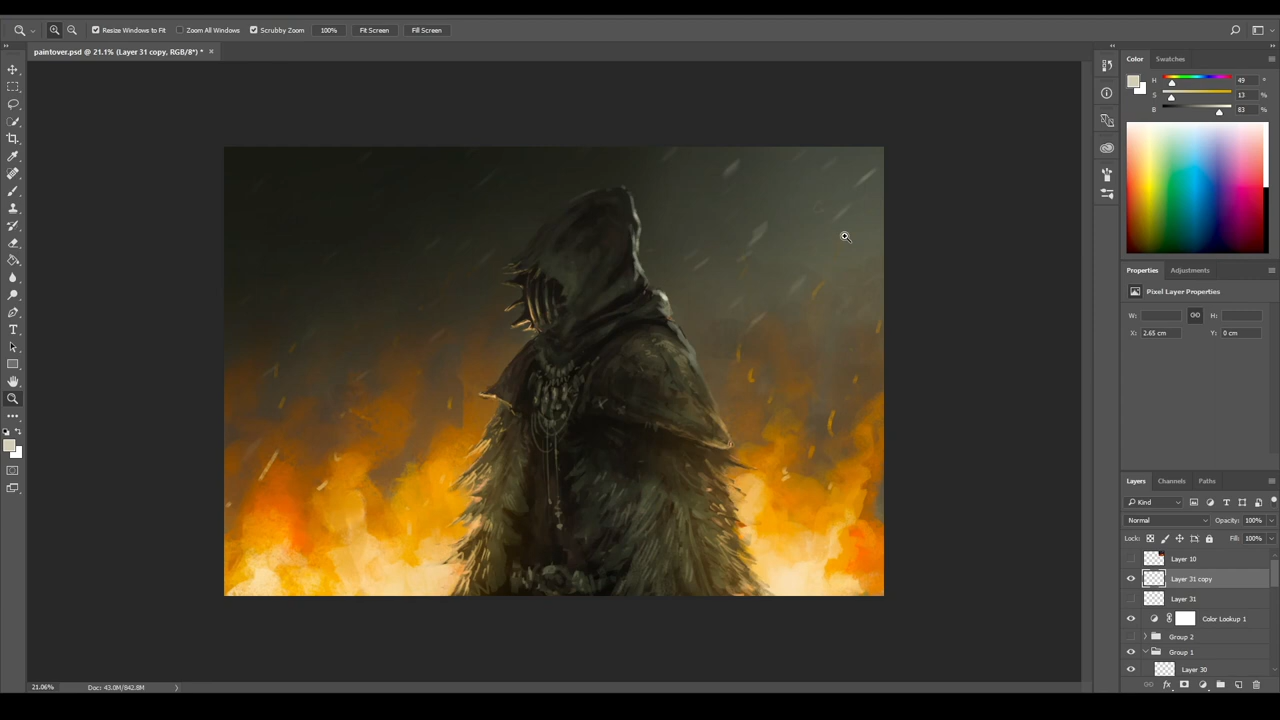 Resize Windows to Fit Zoom All Windows Scrubby Zoom 100% Fit Screen Fill Screen
paintover.psd @ 21.1% (Layer 31 copy, RGB/8*) * ×
Color Swatches
H 49 °
S 13 %
B 83 %
Properties Adjustments
Pixel Layer Properties
W: H:
X: 2.65 cm Y: 0 cm
Layers Channels Paths
Kind
Normal Opacity: 100%
Lock: Fill: 100%
Layer 10
Layer 31 copy
Layer 31
Color Lookup 1
Group 2
Group 1
Layer 30
21.06% Doc: 43.0M/842.8M